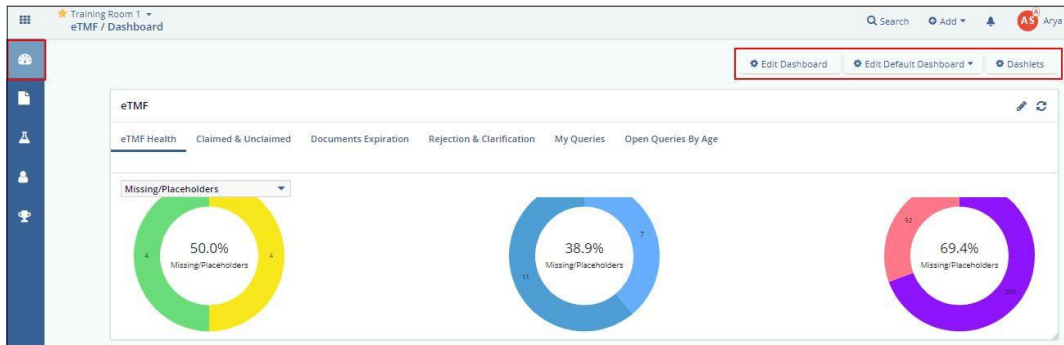 Training Room 1
eTMF / Dashboard
Search
Add
A
AS
Arya
Edit Dashboard
Edit Default Dashboard
Dashlets
eTMF
eTMF Health
Claimed & Unclaimed
Documents Expiration
Rejection & Clarification
My Queries
Open Queries By Age
Missing/Placeholders
4
50.0%
Missing/Placeholders
4
7
38.9%
Missing/Placeholders
11
92
69.4%
Missing/Placeholders